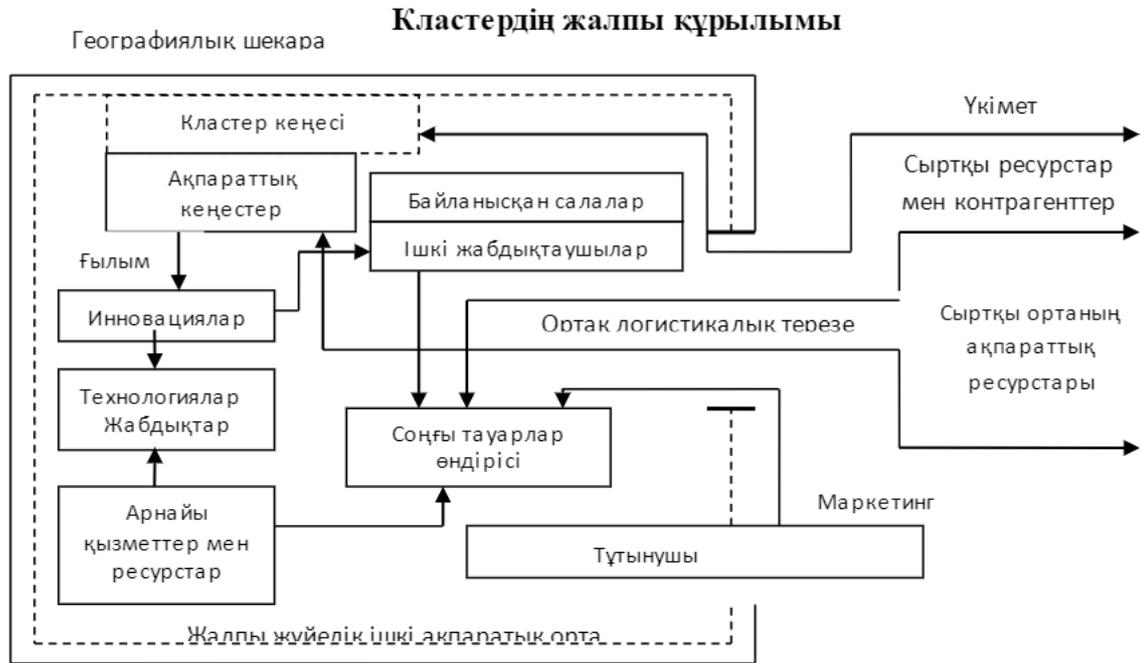 Кластердің жалпы құрылымы
Географиялық шекара
Үкімет
Кластер кеңесі
Сыртқы ресурстар
мен контрагенттер
Ақпараттық
кеңестер
Байланысқан салалар
Ішкі жабдықтаушылар
Ғылым
Инновациялар
Ортақ логистикалық терезе
Сыртқы ортаның
ақпараттық
ресурстары
Технологиялар
Жабдықтар
Соңғы тауарлар
өндірісі
Арнайы
қызметтер мен
ресурстар
Маркетинг
Тұтынушы
Жалпы жүйелік ішкі ақпаратық орта